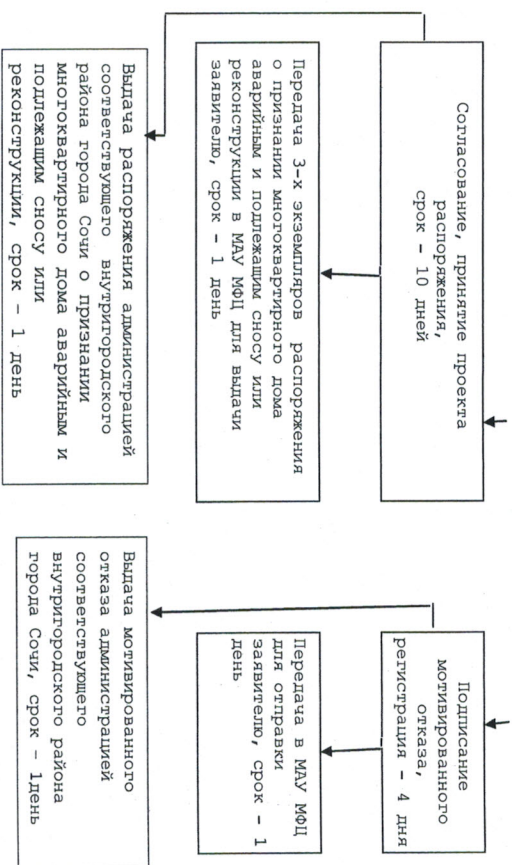 Согласование, принятие проекта
распоряжения,
срок – 10 дней
Передача 3-х экземпляров распоряжения
о признании многоквартирного дома
аварийным и подлежащим сносу или
реконструкции в МАУ МФЦ для выдачи
заявителю, срок – 1 день
Выдача распоряжения администрацией
соответствующего внутригородского
района города Сочи о признании
многоквартирного дома аварийным и
подлежащим сносу или
реконструкции, срок – 1 день
Подписание
мотивированного
отказа,
регистрация – 4 дня
Передача в МАУ МФЦ
для отправки
заявителю, срок – 1
день
Выдача мотивированного
отказа администрацией
соответствующего
внутригородского района
города Сочи, срок – 1день